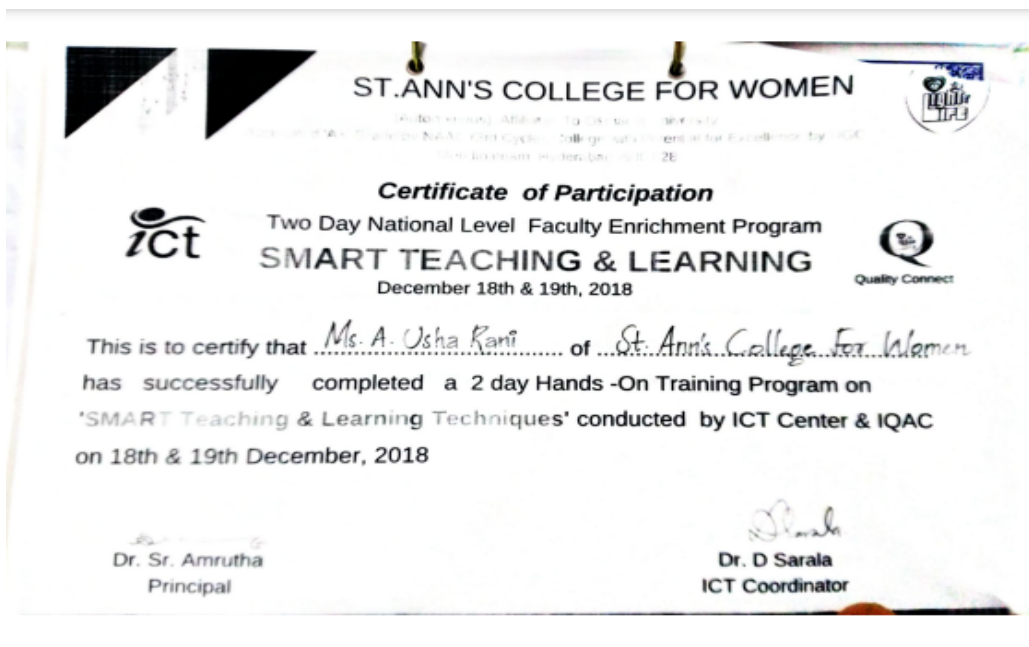 ST.ANN'S COLLEGE FOR WOMEN
Certificate of Participation
ict
Two Day National Level Faculty Enrichment Program
SMART TEACHING & LEARNING
December 18th & 19th, 2018
Q
Quality Connect
This is to certify that Ms. A. Usha Rani of St. Ann's College For Women
has successfully completed a 2 day Hands -On Training Program on
'SMART Teaching & Learning Techniques' conducted by ICT Center & IQAC
on 18th & 19th December, 2018
Dr. Sr. Amrutha
Principal
DSarala
Dr. D Sarala
ICT Coordinator